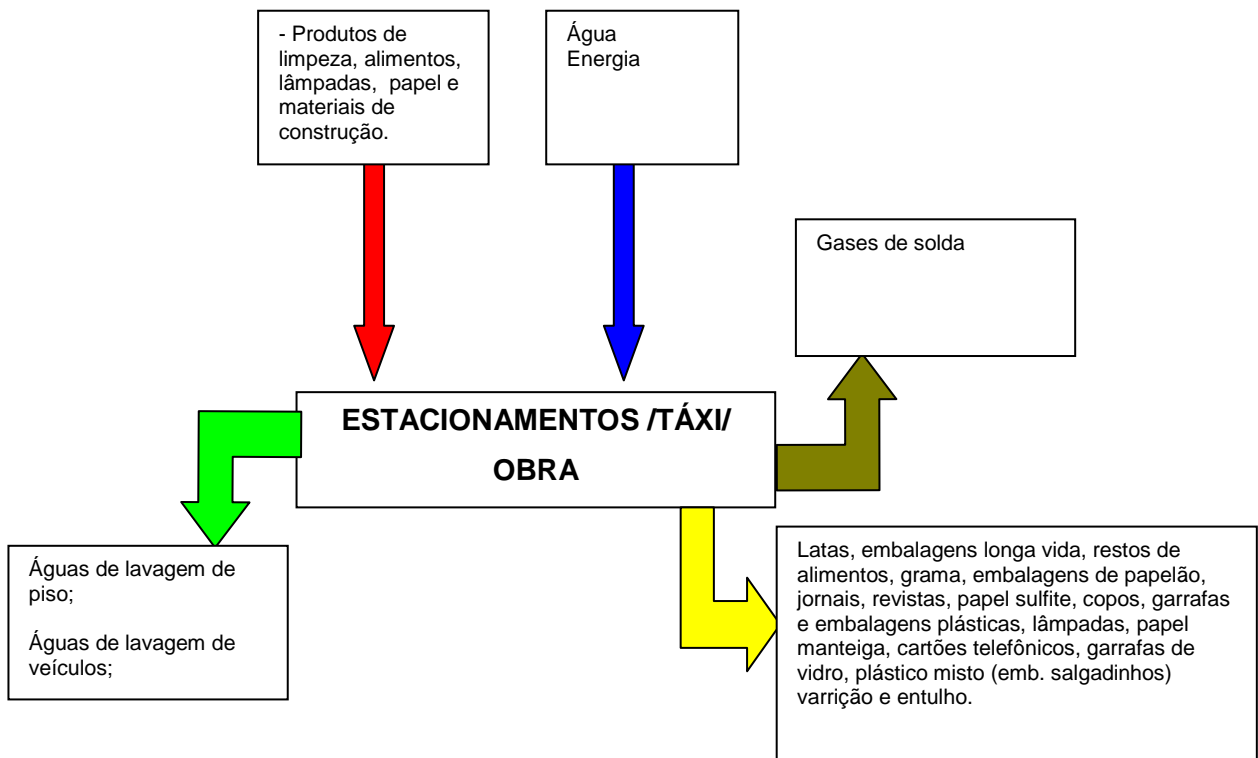 - Produtos de
limpeza, alimentos,
lâmpadas, papel e
materiais de
construção.
Água
Energia
Gases de solda
ESTACIONAMENTOS /TÁXI/
OBRA
Águas de lavagem de
piso;
Águas de lavagem de
veículos;
Latas, embalagens longa vida, restos de
alimentos, grama, embalagens de papelão,
jornais, revistas, papel sulfite, copos, garrafas
e embalagens plásticas, lâmpadas, papel
manteiga, cartões telefônicos, garrafas de
vidro, plástico misto (emb. salgadinhos)
varrição e entulho.